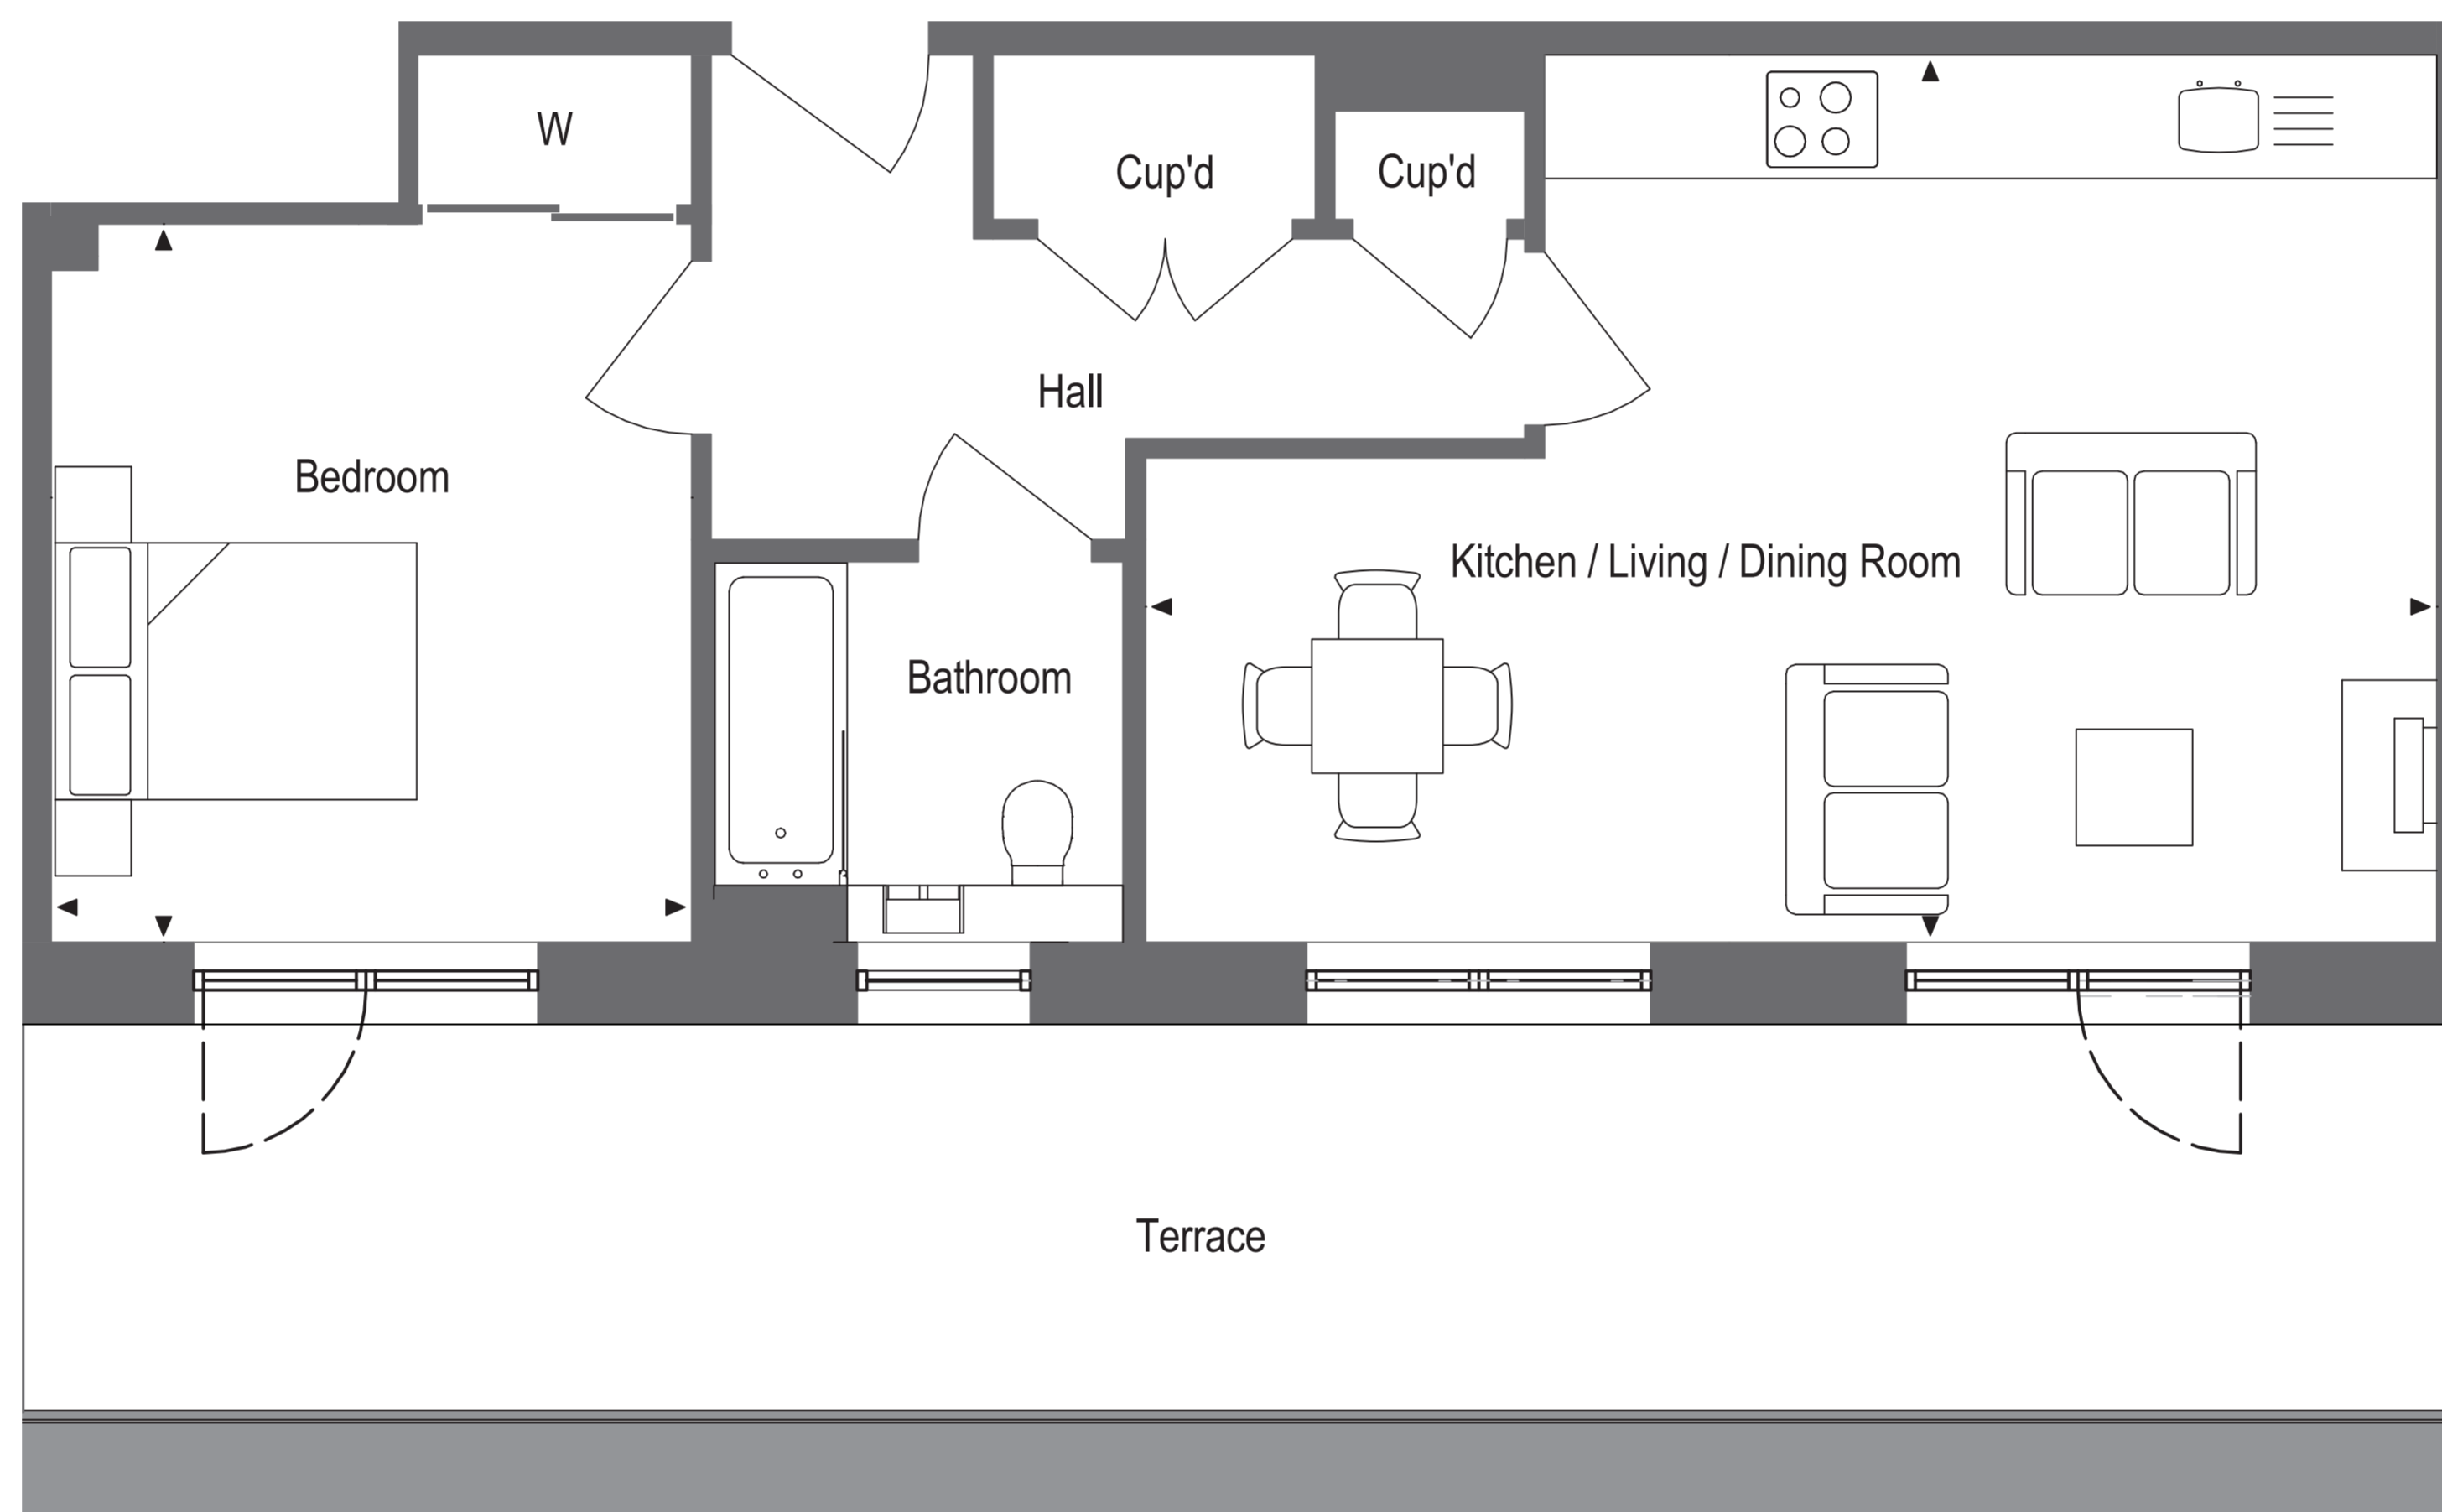 W
Cup'd
Cup'd
Hall
Bedroom
Kitchen / Living / Dining Room
Bathroom
Terrace